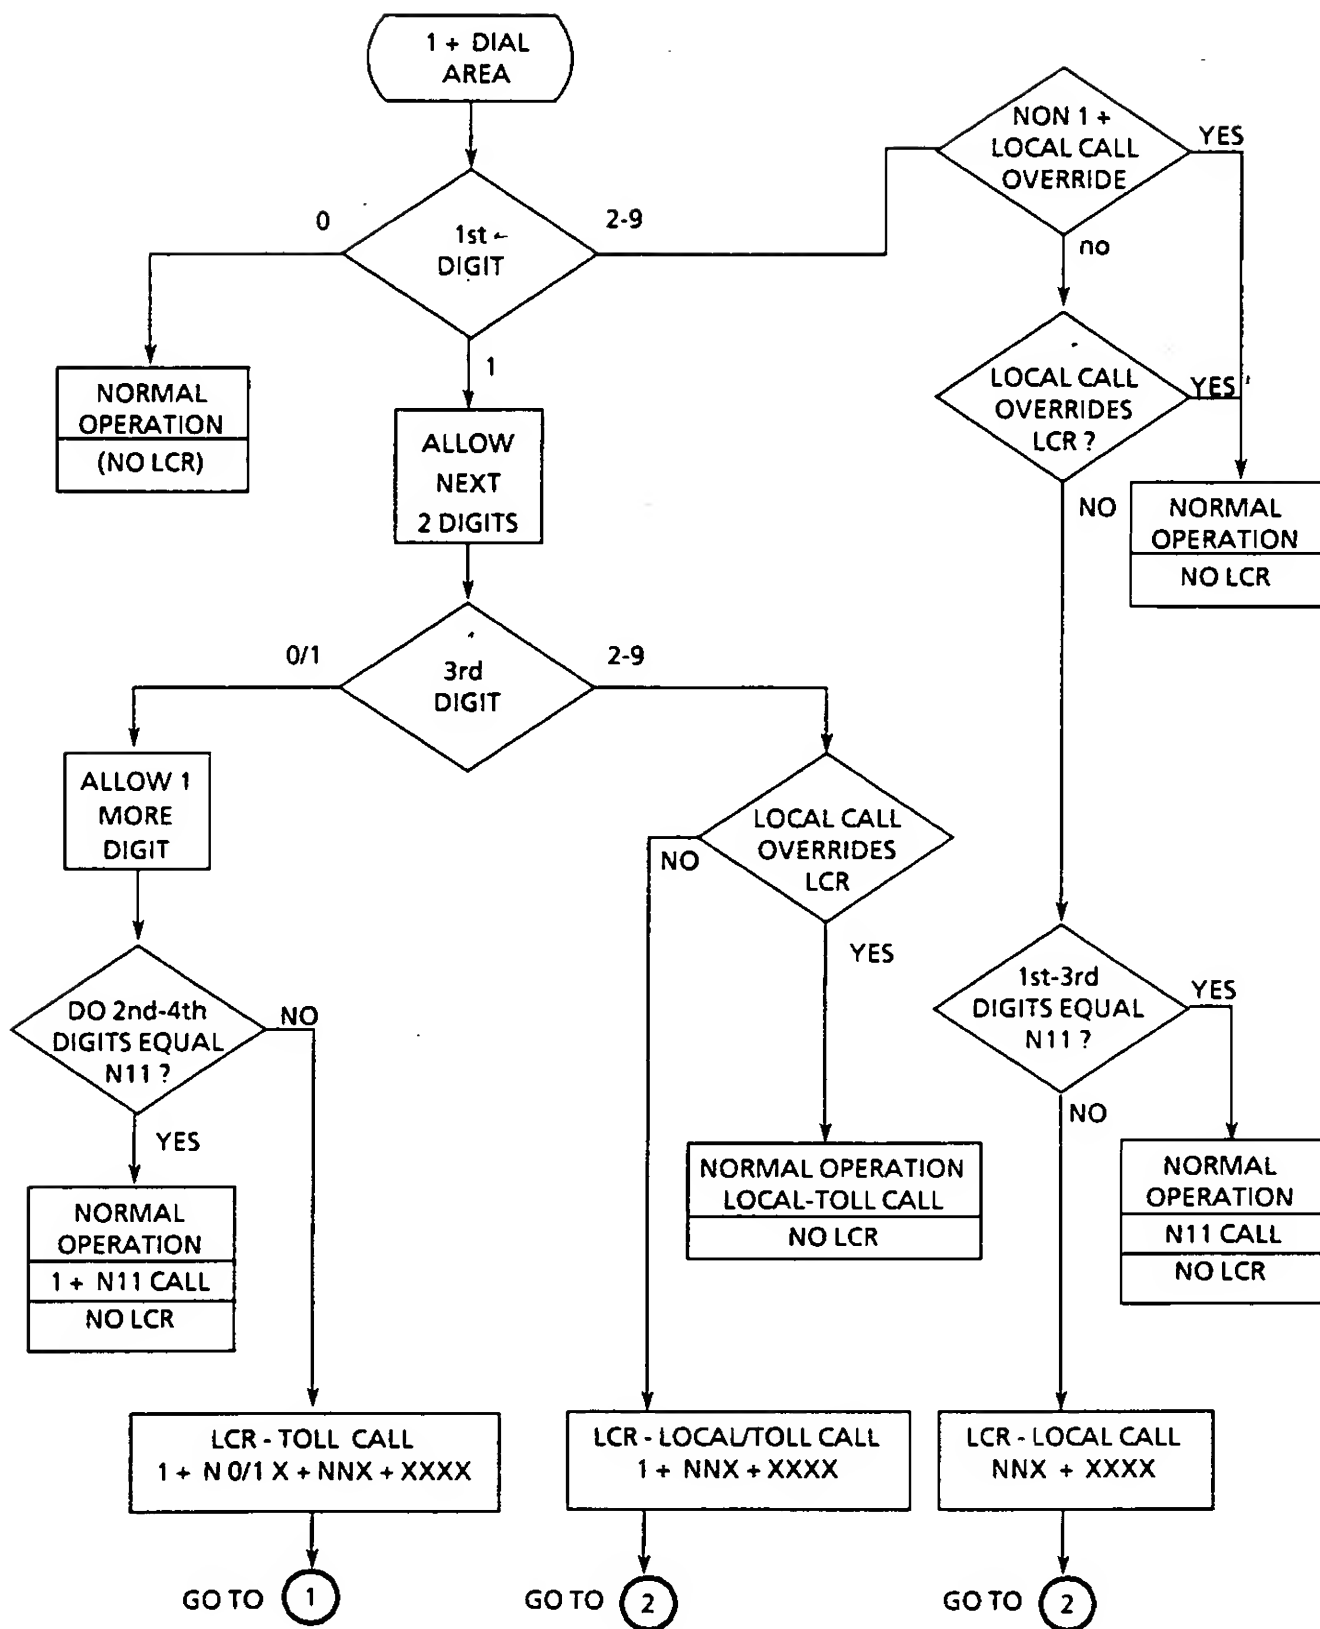 1 + DIAL
AREA
NON 1 +
LOCAL CALL
OVERRIDE
YES
0
1st
DIGIT
2-9
no
1
NORMAL
OPERATION
(NO LCR)
ALLOW
NEXT
2 DIGITS
LOCAL CALL
OVERRIDES
LCR ?
YES
NO
NORMAL
OPERATION
NO LCR
0/1
3rd
DIGIT
2-9
ALLOW 1
MORE
DIGIT
LOCAL CALL
OVERRIDES
LCR
NO
YES
DO 2nd-4th
DIGITS EQUAL
N11 ?
NO
YES
1st-3rd
DIGITS EQUAL
N11 ?
YES
NO
NORMAL
OPERATION
1 + N11 CALL
NO LCR
NORMAL OPERATION
LOCAL-TOLL CALL
NO LCR
NORMAL
OPERATION
N11 CALL
NO LCR
LCR - TOLL CALL
1 + N 0/1 X + NNX + XXXX
LCR - LOCAL/TOLL CALL
1 + NNX + XXXX
LCR - LOCAL CALL
NNX + XXXX
GO TO 1
GO TO 2
GO TO 2